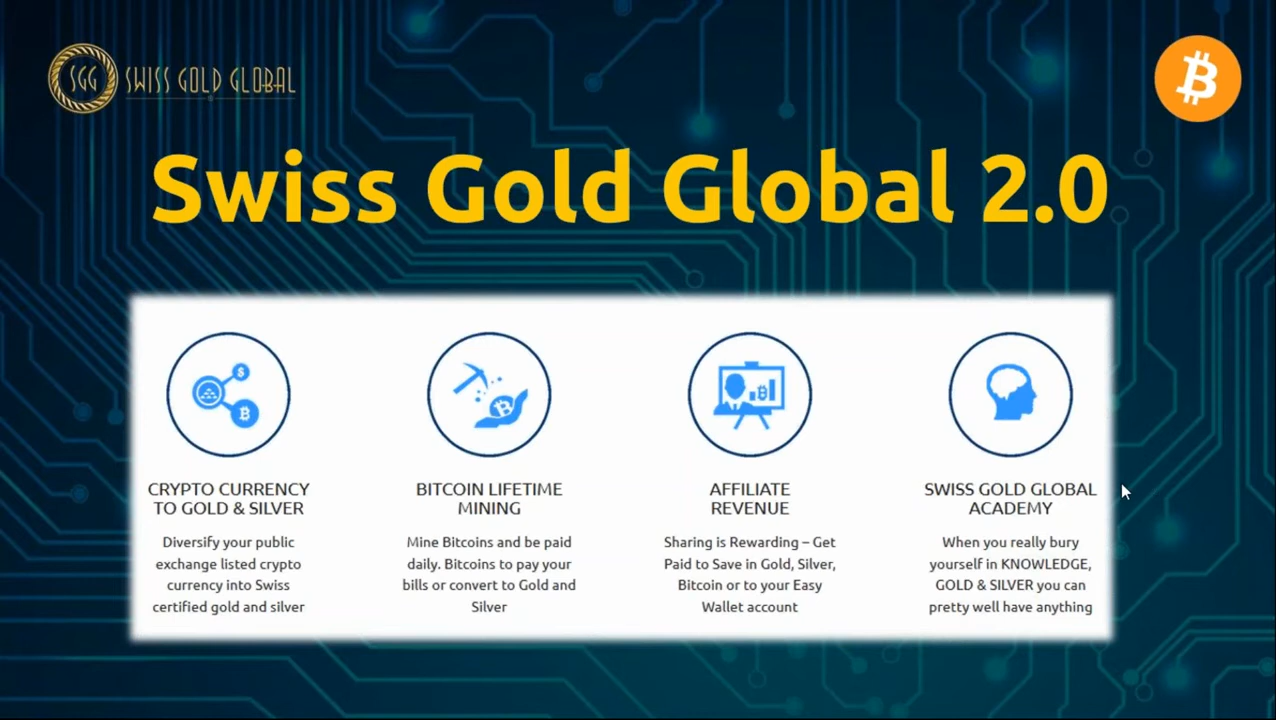 SGG SWISS GOLD GLOBAL
Swiss Gold Global 2.0
CRYPTO CURRENCY
TO GOLD & SILVER
Diversify your public
exchange listed crypto
currency into Swiss
certified gold and silver
BITCOIN LIFETIME
MINING
Mine Bitcoins and be paid
daily. Bitcoins to pay your
bills or convert to Gold and
Silver
AFFILIATE
REVENUE
Sharing is Rewarding – Get
Paid to Save in Gold, Silver,
Bitcoin or to your Easy
Wallet account
SWISS GOLD GLOBAL
ACADEMY
When you really bury
yourself in KNOWLEDGE,
GOLD & SILVER you can
pretty well have anything